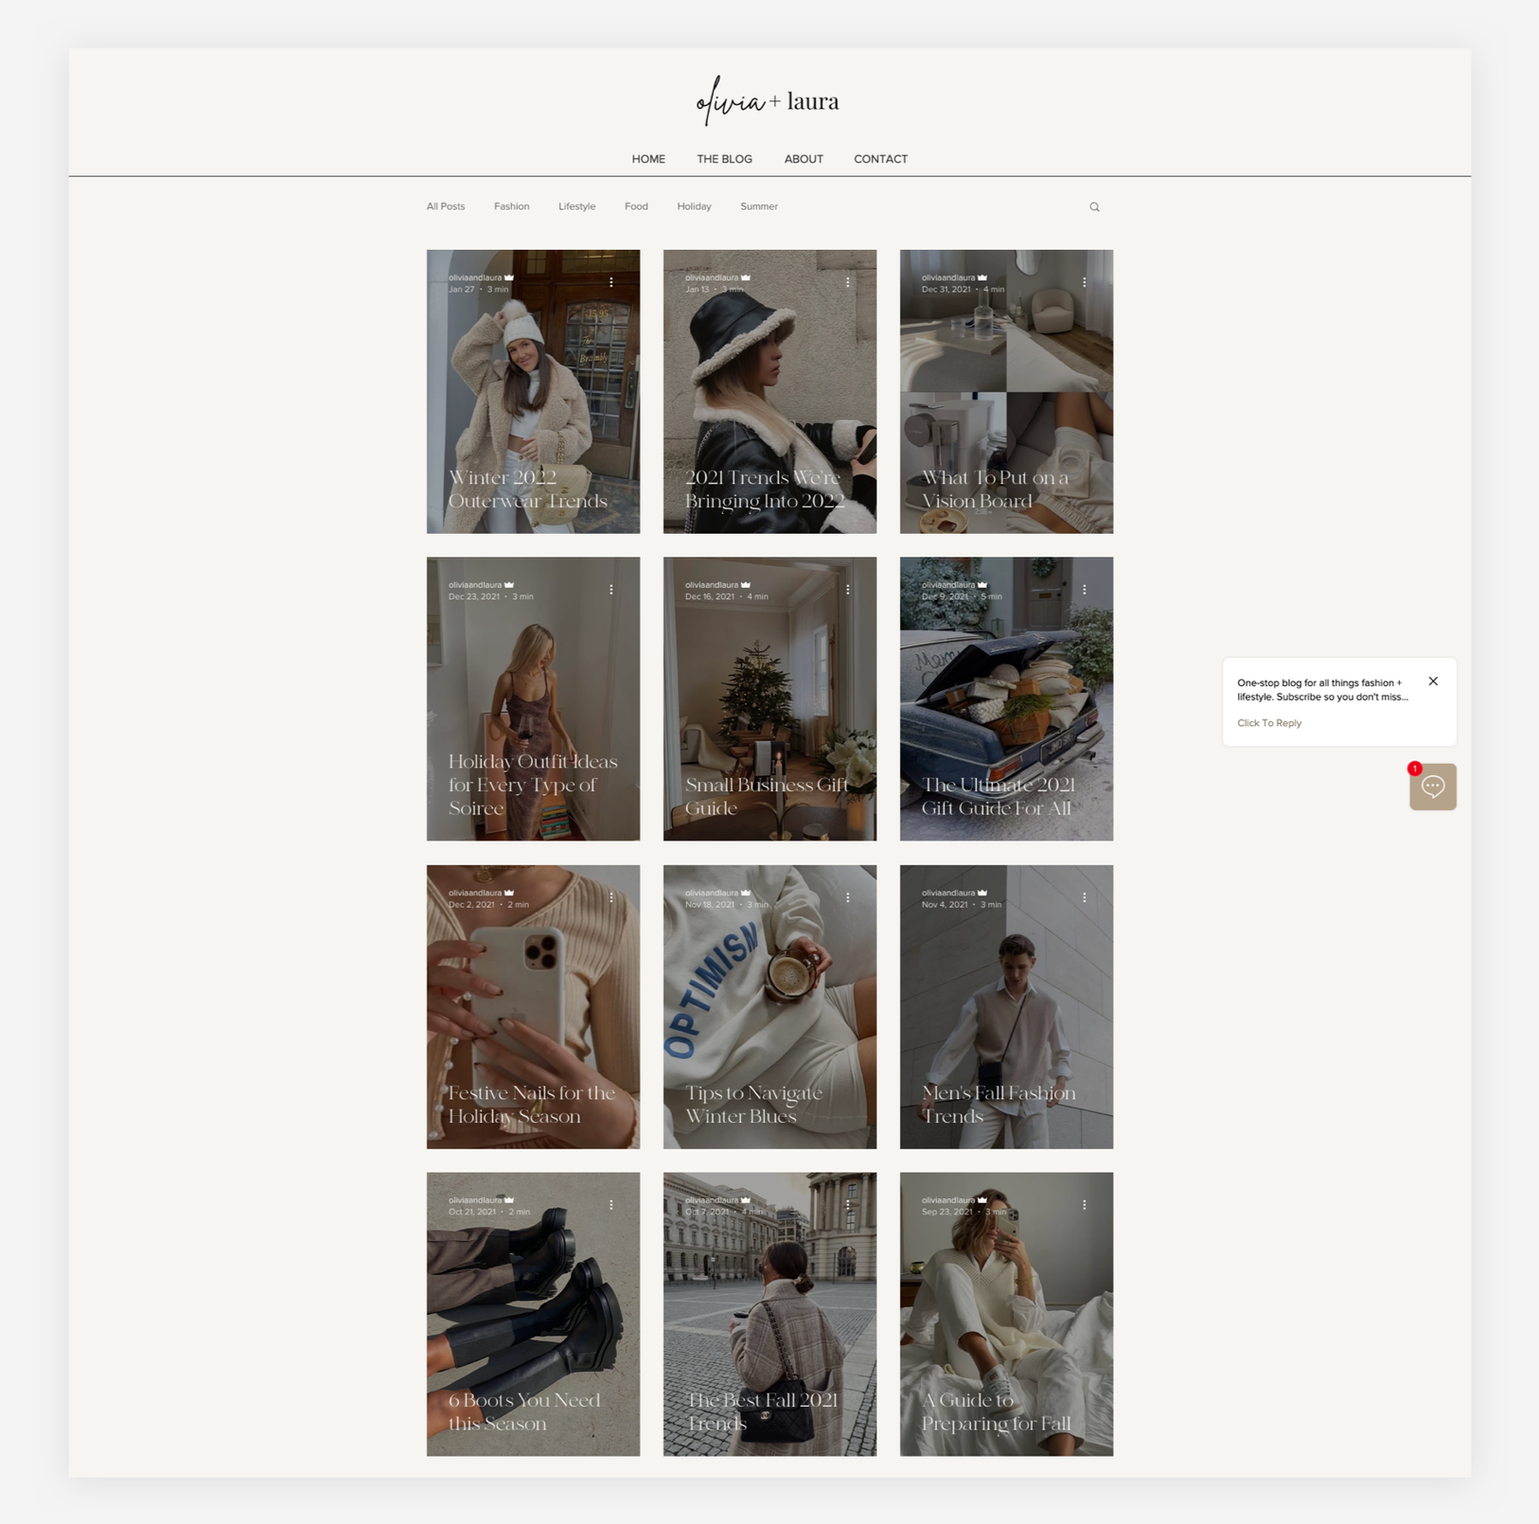 olivia + laura
HOME THE BLOG ABOUT CONTACT
All Posts Fashion Lifestyle Food Holiday Summer
oliviaandlaura
Jan 27 · 3 min
15.95
Winter 2022
Outerwear Trends
oliviaandlaura
Jan 13 · 3 min
2021 Trends We're
Bringing Into 2022
oliviaandlaura
Dec 31, 2021 · 4 min
What To Put on a
Vision Board
oliviaandlaura
Dec 23, 2021 · 3 min
Holiday Outfit Ideas
for Every Type of
Soiree
oliviaandlaura
Dec 16, 2021 · 4 min
Small Business Gift
Guide
oliviaandlaura
Dec 9, 2021 · 5 min
The Ultimate 2021
Gift Guide For All
One-stop blog for all things fashion +
lifestyle. Subscribe so you don't miss...
Click To Reply
1
oliviaandlaura
Dec 2, 2021 · 2 min
Festive Nails for the
Holiday Season
oliviaandlaura
Nov 18, 2021 · 3 min
OPTIMISM
Tips to Navigate
Winter Blues
oliviaandlaura
Nov 4, 2021 · 3 min
Men's Fall Fashion
Trends
oliviaandlaura
Oct 21, 2021 · 2 min
6 Boots You Need
this Season
oliviaandlaura
Oct 7, 2021 · 4 min
The Best Fall 2021
Trends
oliviaandlaura
Sep 23, 2021 · 3 min
A Guide to
Preparing for Fall